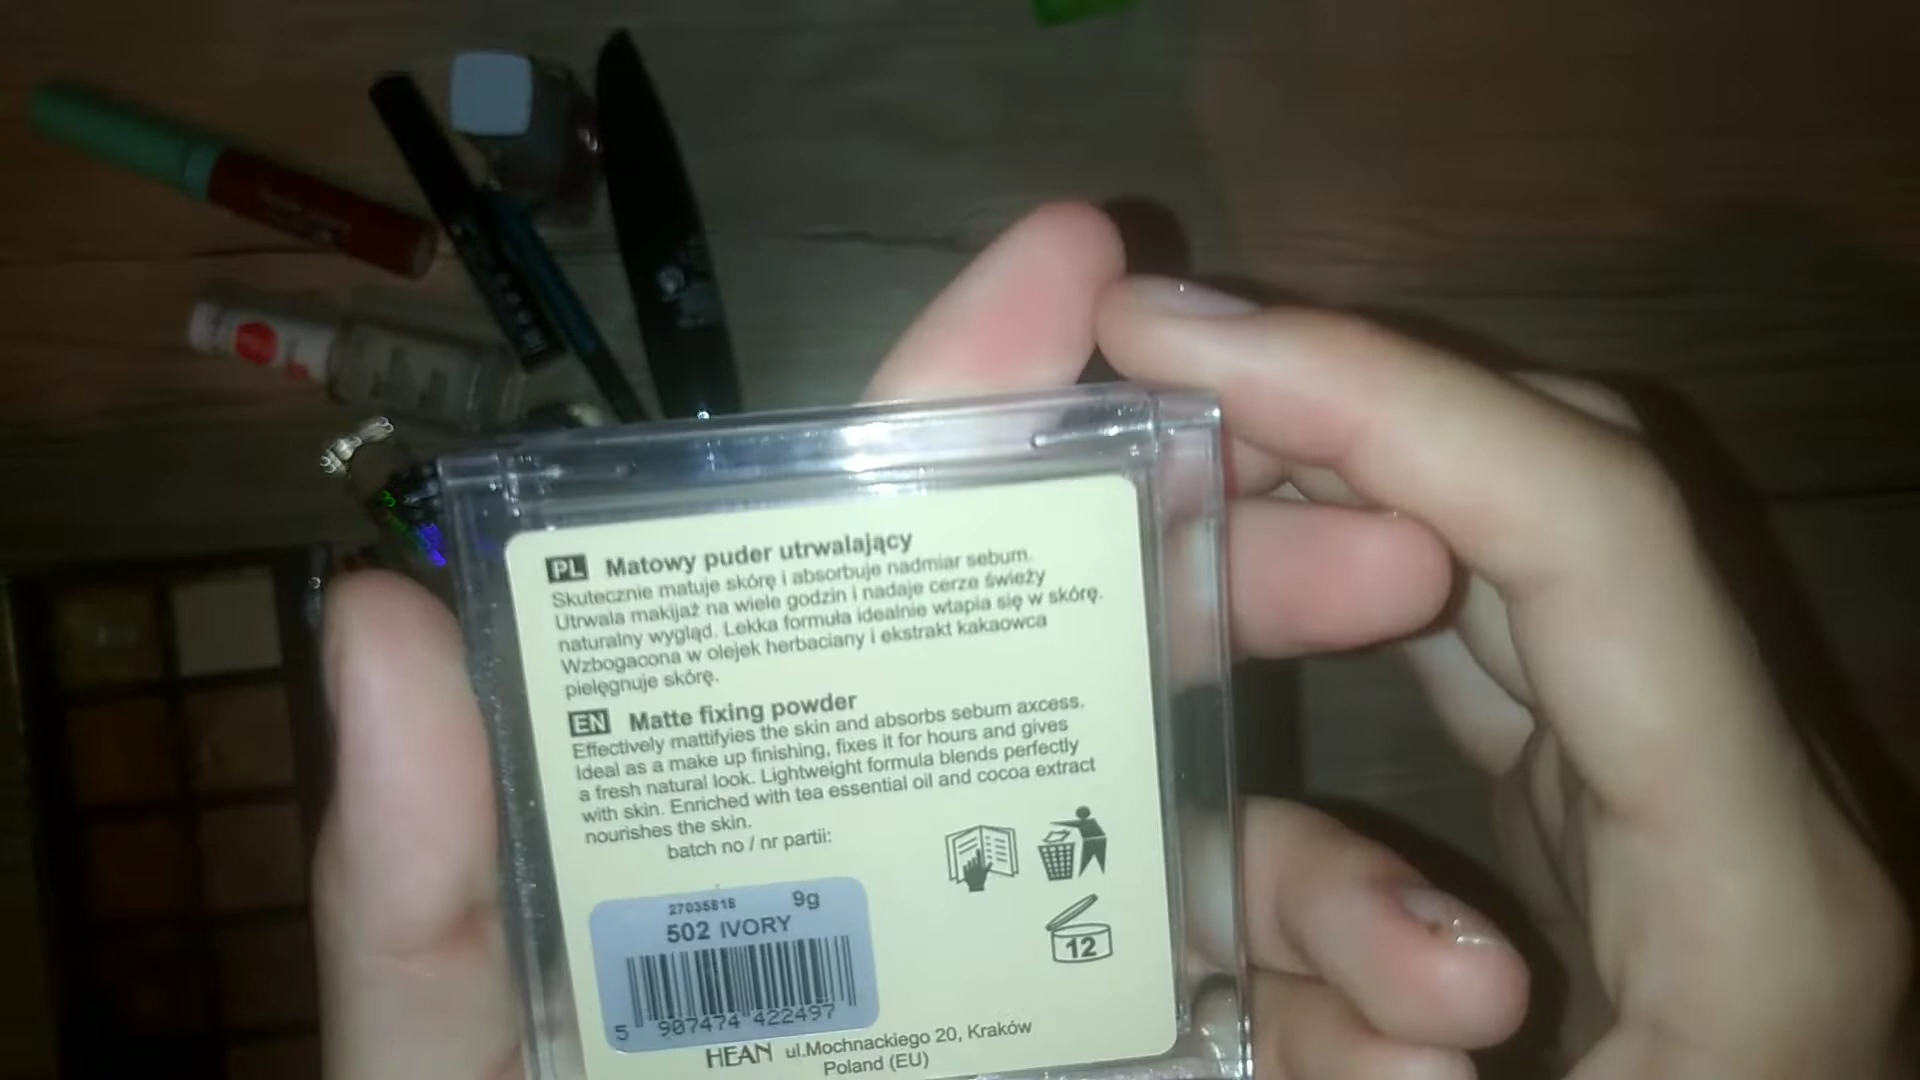 PL Matowy puder utrwalający
Skutecznie matuje skórę i absorbuje nadmiar sebum.
Utrwala makijaż na wiele godzin i nadaje cerze świeży
naturalny wygląd. Lekka formuła idealnie wtapia się w skórę.
Wzbogacona w olejek herbaciany i ekstrakt kakaowca
pielęgnuje skórę.
EN Matte fixing powder
Effectively mattifyies the skin and absorbs sebum axcess.
Ideal as a make up finishing, fixes it for hours and gives
a fresh natural look. Lightweight formula blends perfectly
with skin. Enriched with tea essential oil and cocoa extract
nourishes the skin.
batch no / nr partii:
27035818 9g
502 IVORY
5 907474 422497
12
HEAN ul.Mochnackiego 20, Kraków
Poland (EU)